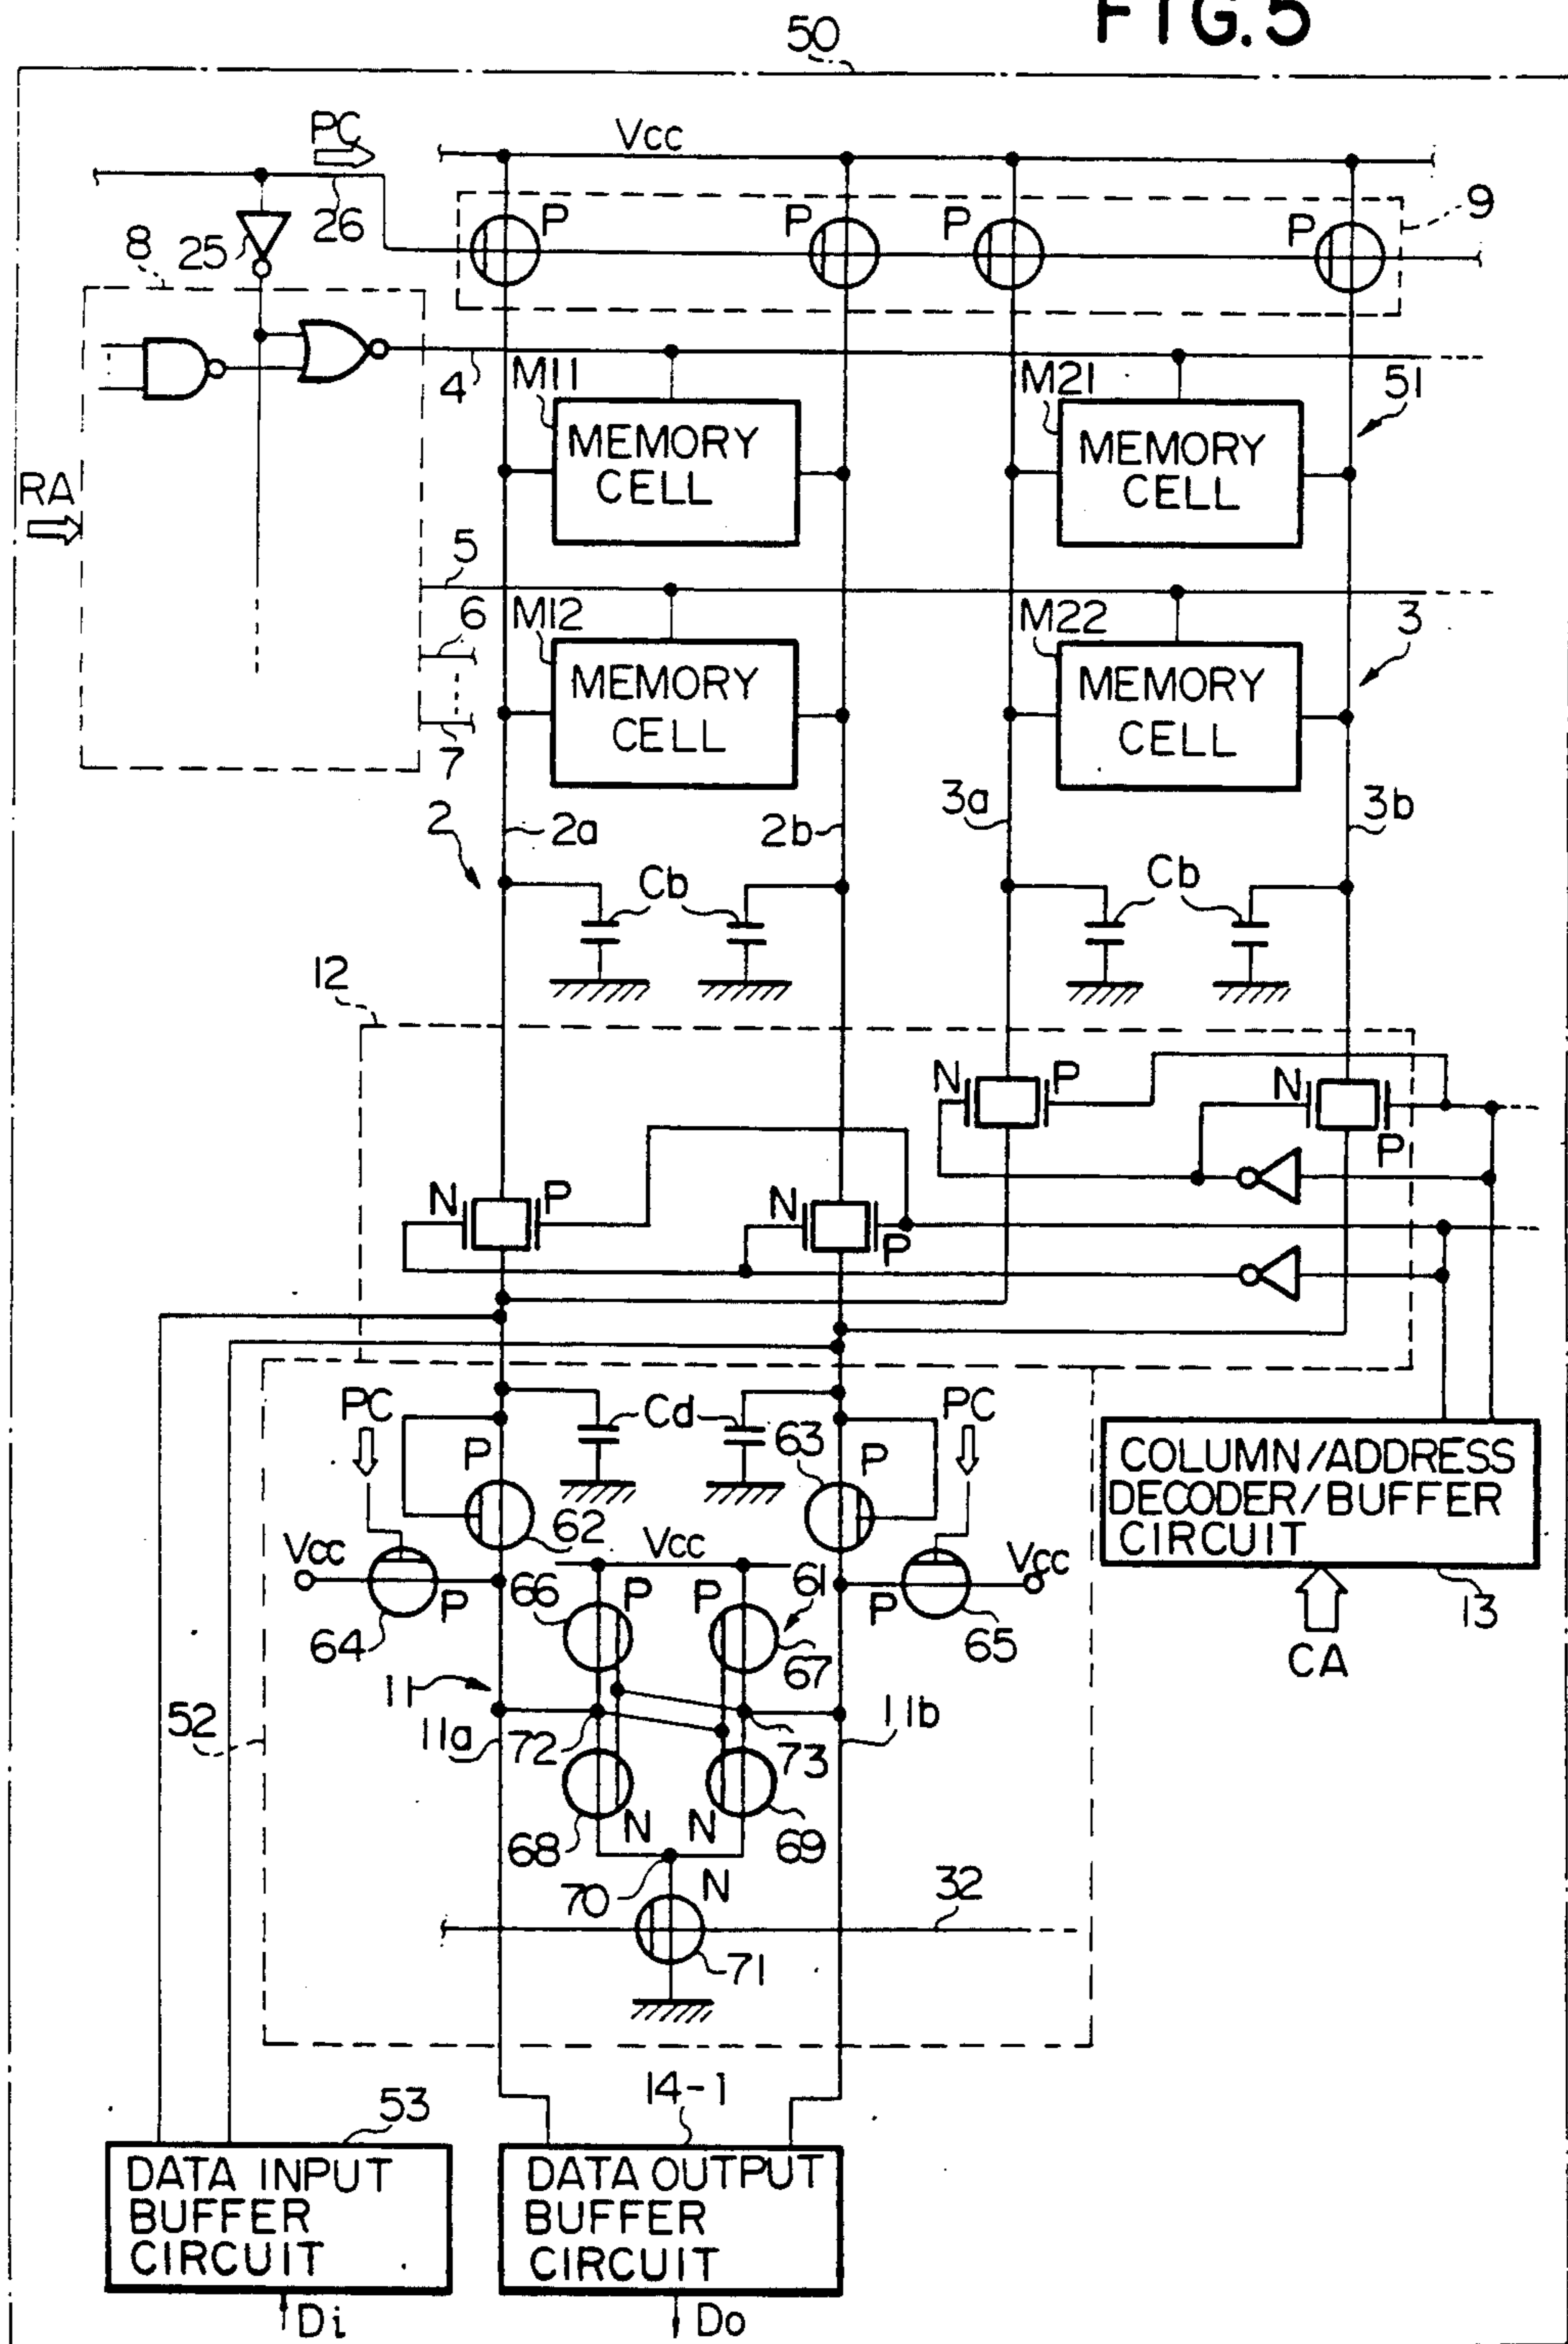 FIG.5
50
PC
Vcc
26
P
P
P
P
9
8
25
4
M11
M21
51
MEMORY
CELL
MEMORY
CELL
RA
5
6
M12
M22
3
MEMORY
CELL
MEMORY
CELL
7
2
2a
2b
3a
3b
Cb
Cb
12
N
P
N
P
N
P
N
P
PC
Cd
63
PC
P
P
COLUMN/ADDRESS
DECODER/BUFFER
CIRCUIT
62
Vcc
Vcc
Vcc
66
P
P
61
P
P
64
67
65
13
CA
11
52
11a
72
73
11b
68
N
N
69
70
N
32
71
53
14-1
DATA INPUT
BUFFER
CIRCUIT
DATA OUTPUT
BUFFER
CIRCUIT
Di
Do